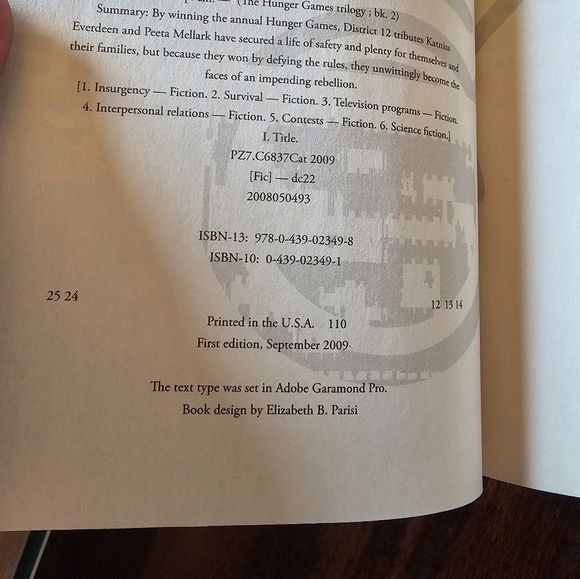 (The Hunger Games trilogy ; bk. 2)
Summary: By winning the annual Hunger Games, District 12 tributes Katniss
Everdeen and Peeta Mellark have secured a life of safety and plenty for themselves and
their families, but because they won by defying the rules, they unwittingly become the
faces of an impending rebellion.
[1. Insurgency — Fiction. 2. Survival — Fiction. 3. Television programs — Fiction.
4. Interpersonal relations — Fiction. 5. Contests — Fiction. 6. Science fiction.]
I. Title.
PZ7.C6837Cat 2009
[Fic] — dc22
2008050493
ISBN-13: 978-0-439-02349-8
ISBN-10: 0-439-02349-1
25 24 12 13 14
Printed in the U.S.A. 110
First edition, September 2009
The text type was set in Adobe Garamond Pro.
Book design by Elizabeth B. Parisi